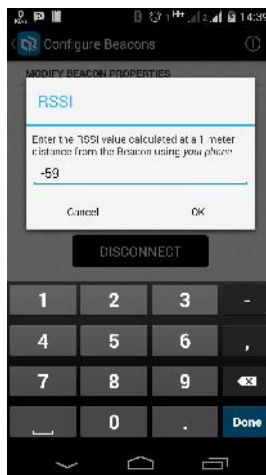 14:39
Configure Beacons
MODIFY BEACON PROPERTIES
RSSI
Enter the RSSI value calculated at a 1 meter
distance from the Beacon using your phone
-59
Cancel OK
DISCONNECT
1 2 3 -
4 5 6 ,
7 8 9
0 . Done